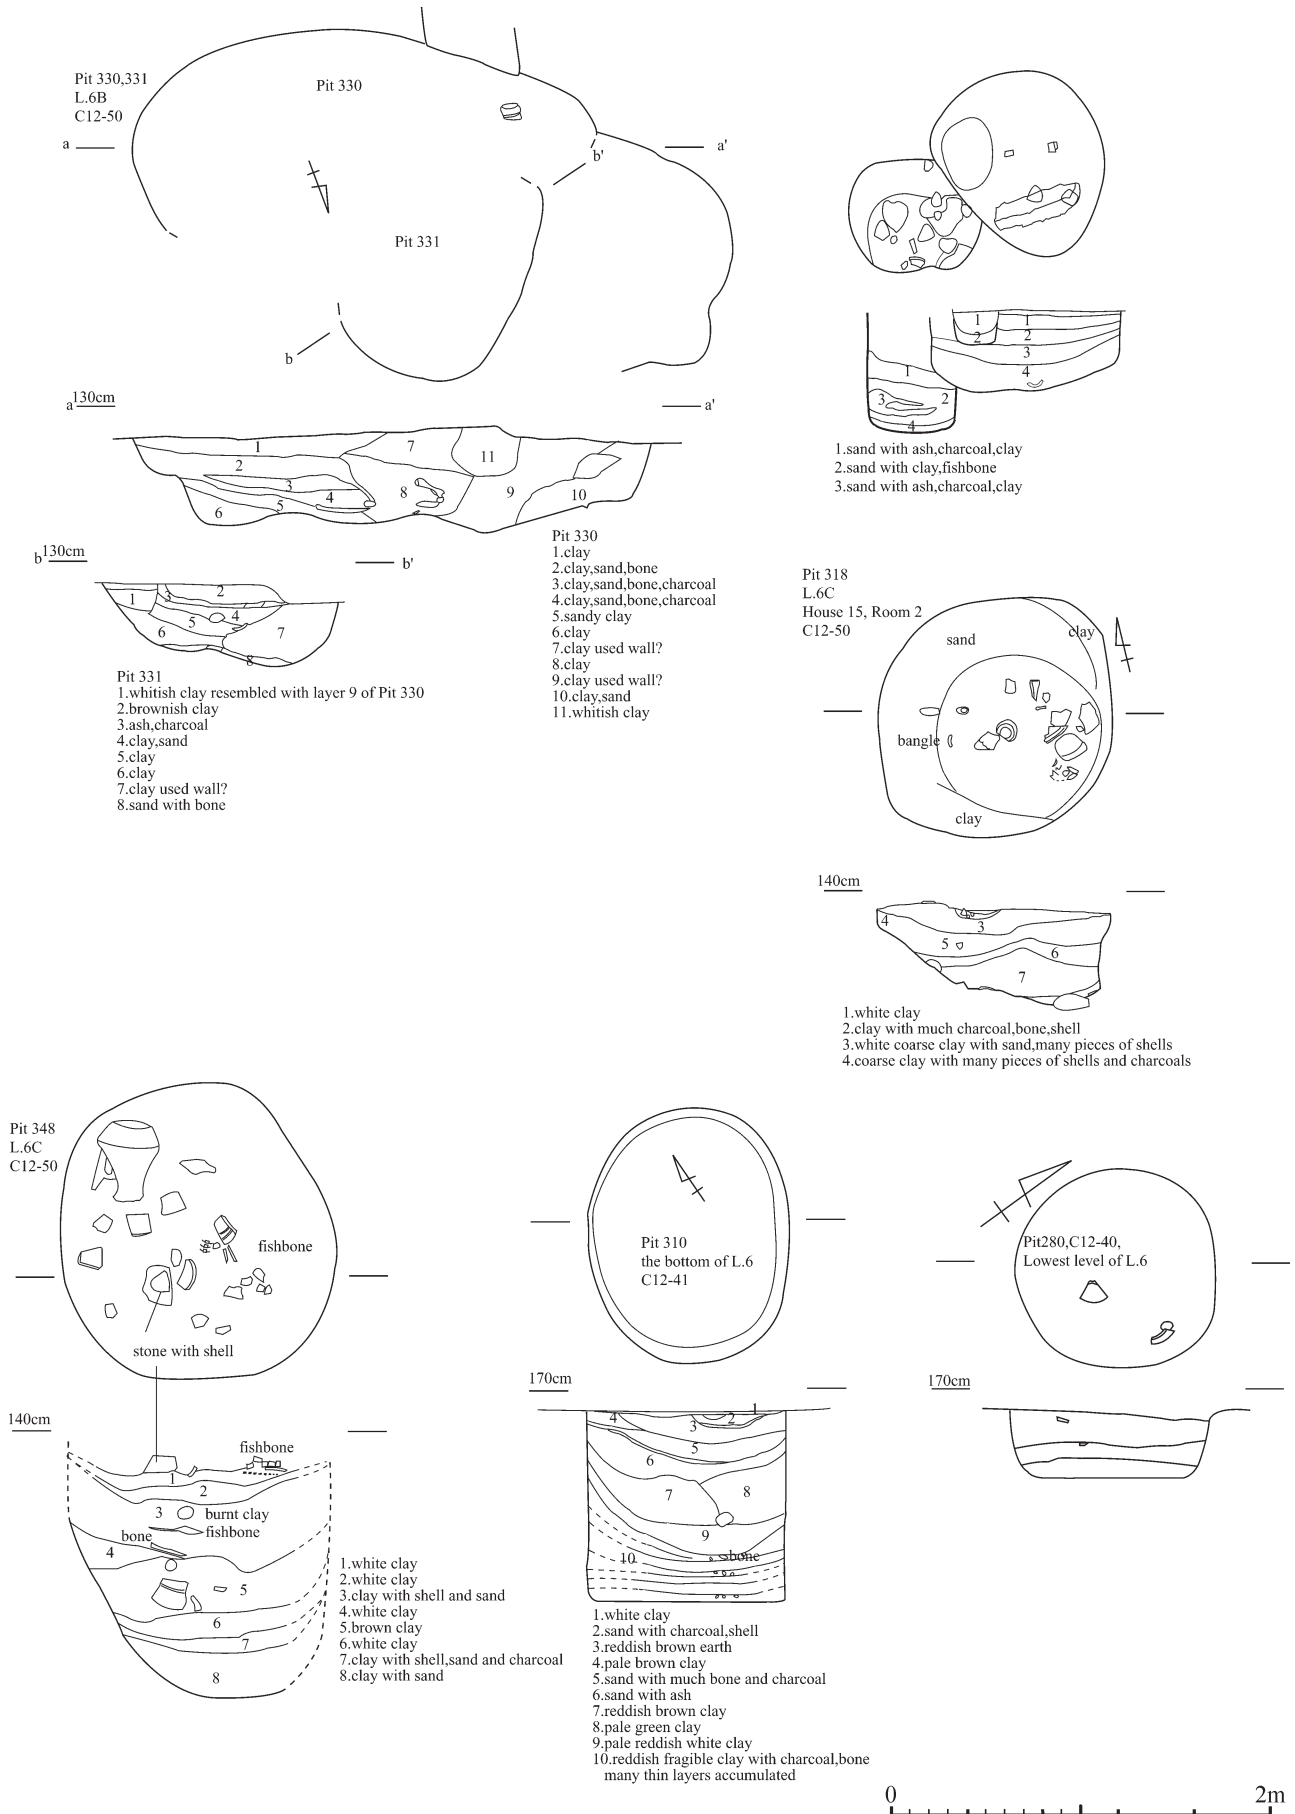 Pit 330,331
L.6B
C12-50
Pit 330
a
a'
b'
Pit 331
b
a 130cm
a'
1
2
3
4
5
6
7
8
9
10
11
b 130cm
b'
1
2
3
4
5
6
7
8
Pit 330
1.clay
2.clay,sand,bone
3.clay,sand,bone,charcoal
4.clay,sand,bone,charcoal
5.sandy clay
6.clay
7.clay used wall?
8.clay
9.clay used wall?
10.clay,sand
11.whitish clay
Pit 331
1.whitish clay resembled with layer 9 of Pit 330
2.brownish clay
3.ash,charcoal
4.clay,sand
5.clay
6.clay
7.clay used wall?
8.sand with bone
1
2
1
2
3
4
1
2
3
4
1.sand with ash,charcoal,clay
2.sand with clay,fishbone
3.sand with ash,charcoal,clay
Pit 318
L.6C
House 15, Room 2
C12-50
sand
clay
bangle
clay
140cm
4
3
5
6
7
1.white clay
2.clay with much charcoal,bone,shell
3.white coarse clay with sand,many pieces of shells
4.coarse clay with many pieces of shells and charcoals
Pit 348
L.6C
C12-50
fishbone
stone with shell
140cm
fishbone
1
2
3
burnt clay
fishbone
bone
4
5
6
7
8
1.white clay
2.white clay
3.clay with shell and sand
4.white clay
5.brown clay
6.white clay
7.clay with shell,sand and charcoal
8.clay with sand
Pit 310
the bottom of L.6
C12-41
170cm
1
4
3
2
5
6
7
8
9
10
bone
1.white clay
2.sand with charcoal,shell
3.reddish brown earth
4.pale brown clay
5.sand with much bone and charcoal
6.sand with ash
7.reddish brown clay
8.pale green clay
9.pale reddish white clay
10.reddish fragible clay with charcoal,bone
many thin layers accumulated
Pit280,C12-40,
Lowest level of L.6
170cm
0 2m